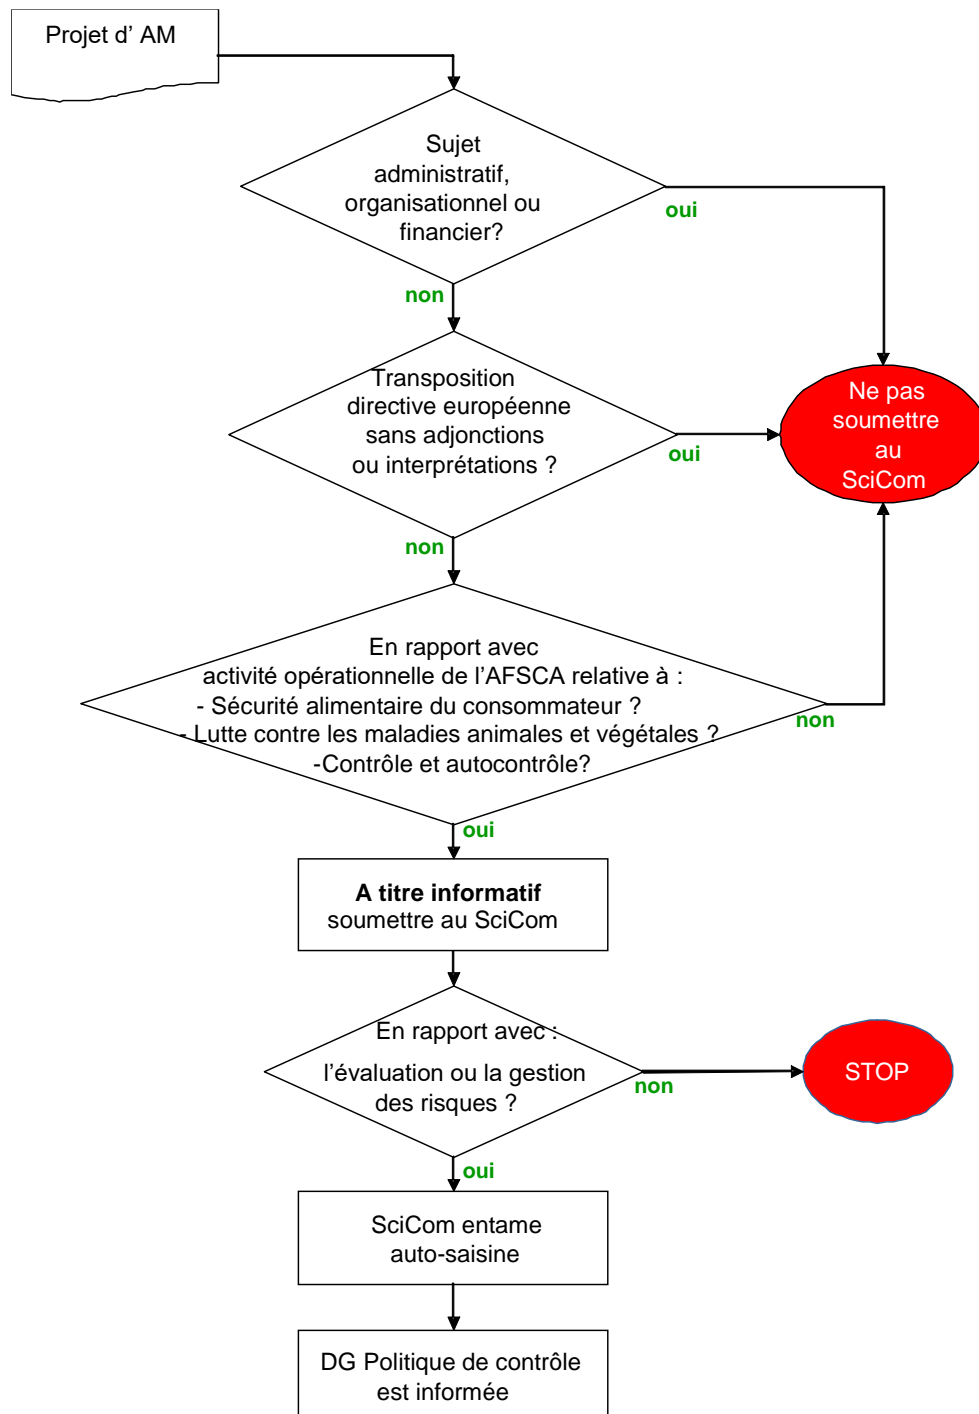 Projet d' AM
Sujet
administratif,
organisationnel ou
financier?
oui
non
Transposition
directive européenne
sans adjonctions
ou interprétations ?
oui
Ne pas
soumettre
au
SciCom
non
En rapport avec
activité opérationnelle de l'AFSCA relative à :
- Sécurité alimentaire du consommateur ?
- Lutte contre les maladies animales et végétales ?
-Contrôle et autocontrôle?
non
oui
A titre informatif
soumettre au SciCom
En rapport avec :
l'évaluation ou la gestion
des risques ?
non
STOP
oui
SciCom entame
auto-saisine
DG Politique de contrôle
est informée